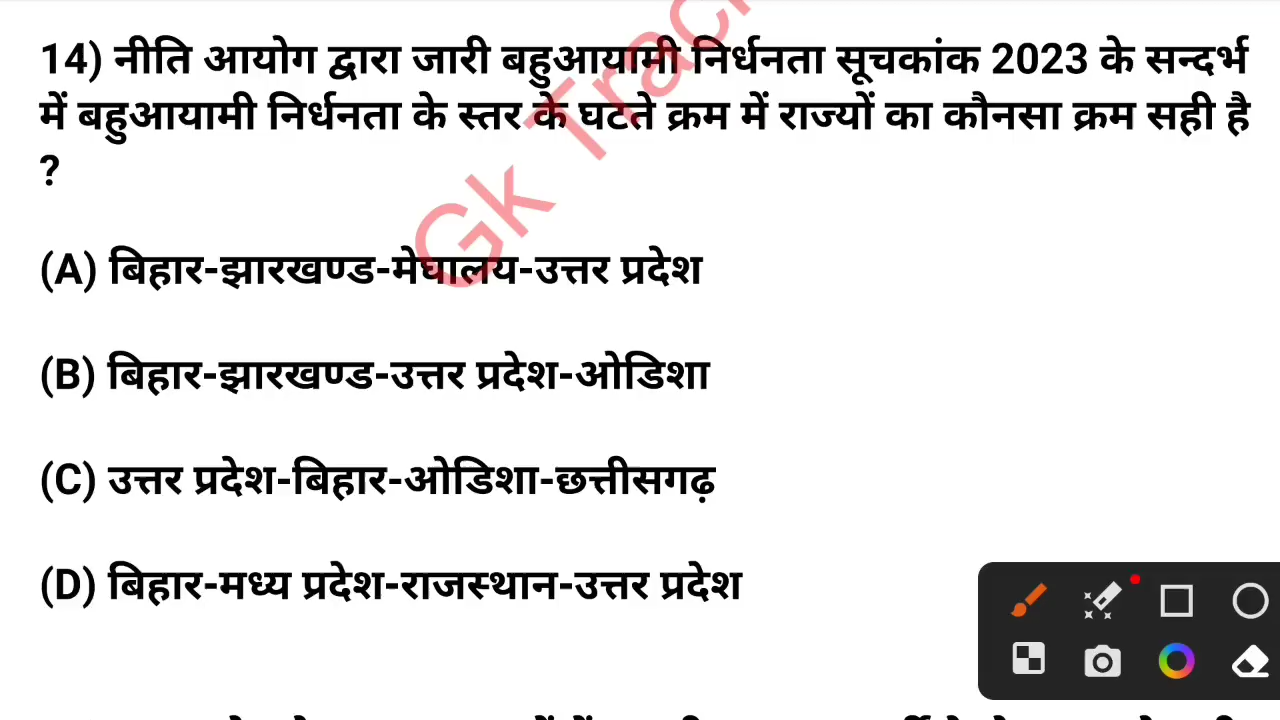 14) नीति आयोग द्वारा जारी बहुआयामी निर्धनता सूचकांक 2023 के सन्दर्भ
में बहुआयामी निर्धनता के स्तर के घटते क्रम में राज्यों का कौनसा क्रम सही है
?
(A) बिहार-झारखण्ड-मेघालय-उत्तर प्रदेश
(B) बिहार-झारखण्ड-उत्तर प्रदेश-ओडिशा
(C) उत्तर प्रदेश-बिहार-ओडिशा-छत्तीसगढ़
(D) बिहार-मध्य प्रदेश-राजस्थान-उत्तर प्रदेश
Gk